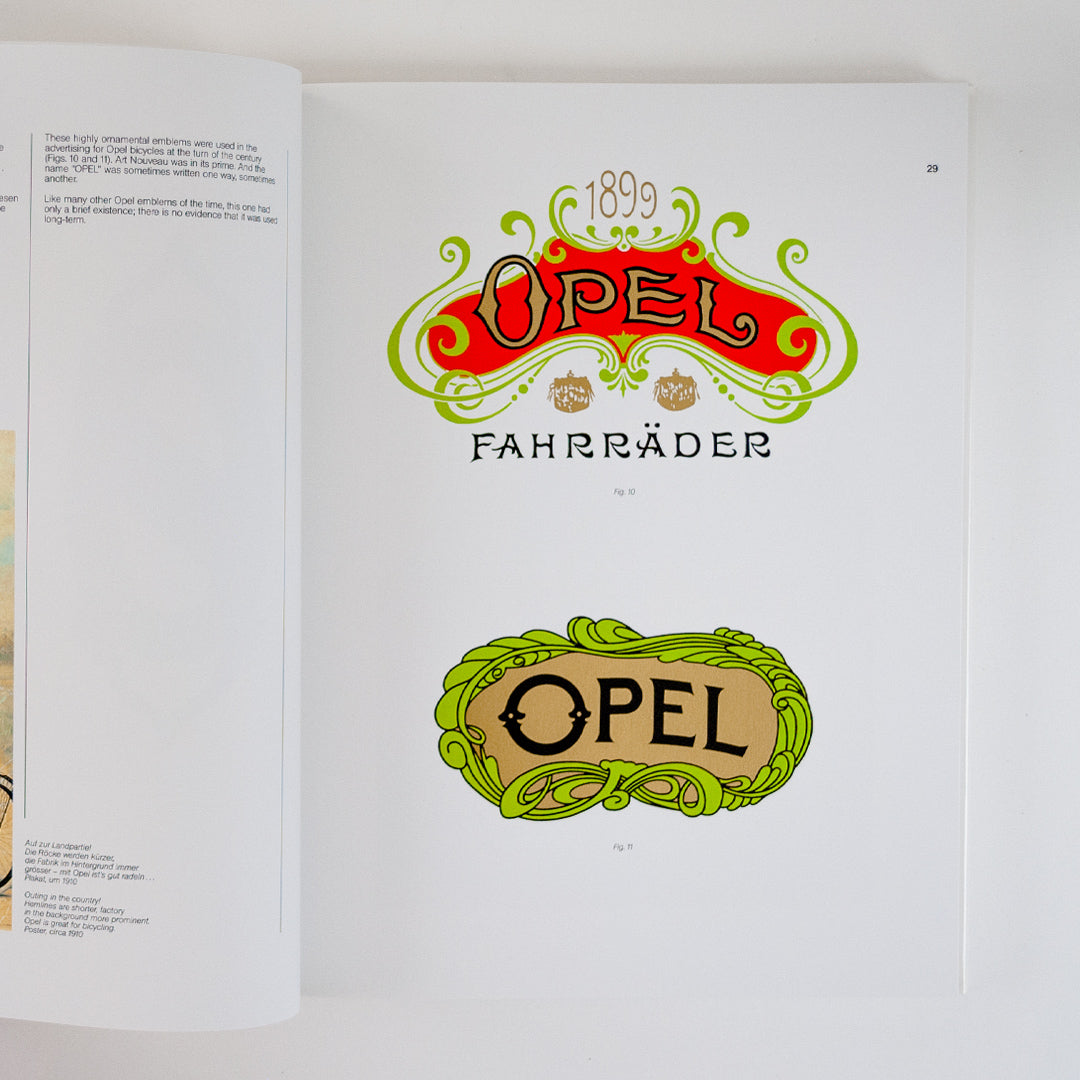 e
.
esen
e
These highly ornamental emblems were used in the
advertising for Opel bicycles at the turn of the century
(Figs. 10 and 11). Art Nouveau was in its prime. And the
name "OPEL" was sometimes written one way, sometimes
another.
Like many other Opel emblems of the time, this one had
only a brief existence; there is no evidence that it was used
long-term.
Auf zur Landpartie!
Die Röcke werden kürzer,
die Fabrik im Hintergrund immer
grösser – mit Opel ist's gut radeln ...
Plakat, um 1910
Outing in the country!
Hemlines are shorter, factory
in the background more prominent.
Opel is great for bicycling.
Poster, circa 1910
29
1899
OPEL
FAHRRÄDER
Fig. 10
OPEL
Fig. 11